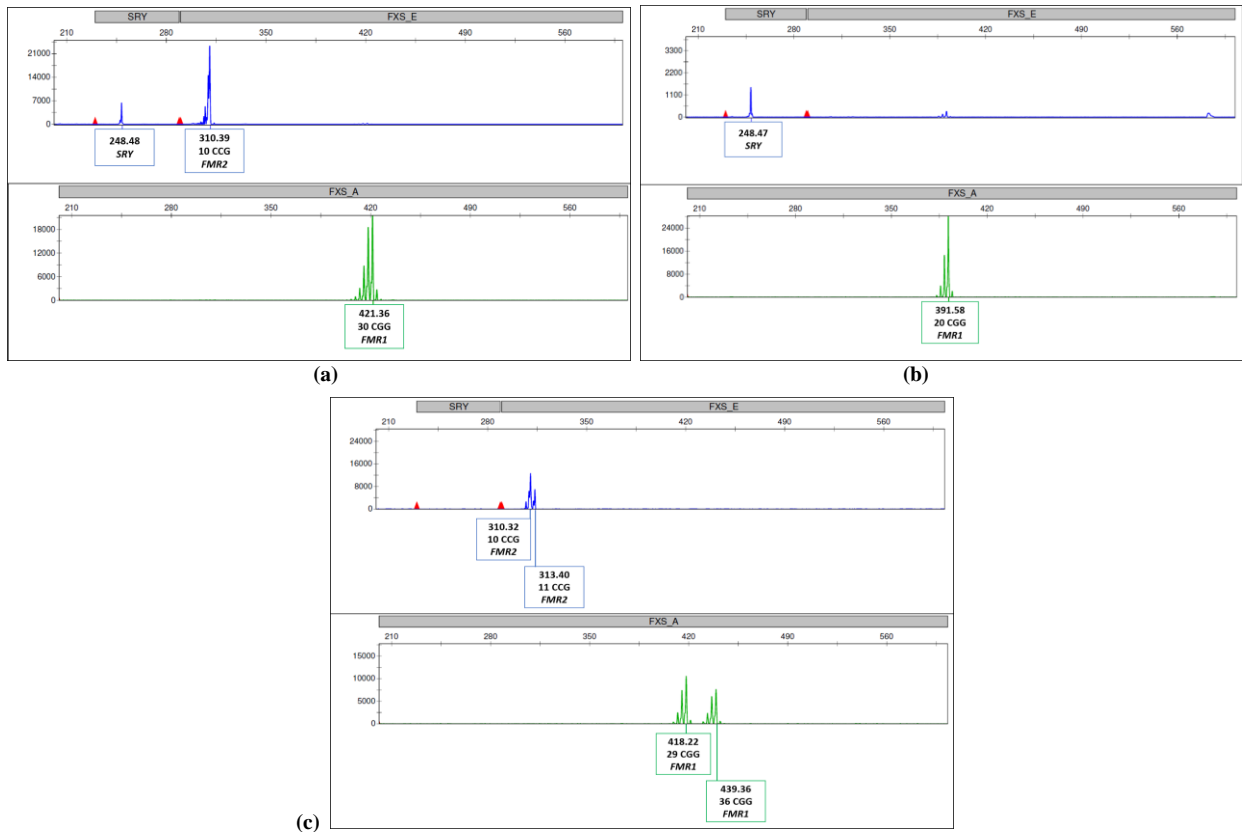 SRY FXS_E
210 280 350 420 490 560
21000
14000
7000
0
248.48
SRY
310.39
10 CCG
FMR2
FXS_A
210 280 350 420 490 560
18000
12000
6000
0
421.36
30 CGG
FMR1
(a)
SRY FXS_E
210 280 350 420 490 560
3300
2200
1100
0
248.47
SRY
FXS_A
210 280 350 420 490 560
24000
16000
8000
0
391.58
20 CGG
FMR1
(b)
SRY FXS_E
210 280 350 420 490 560
24000
16000
8000
0
310.32
10 CCG
FMR2
313.40
11 CCG
FMR2
FXS_A
210 280 350 420 490 560
15000
10000
5000
0
418.22
29 CGG
FMR1
439.36
36 CGG
FMR1
(c)